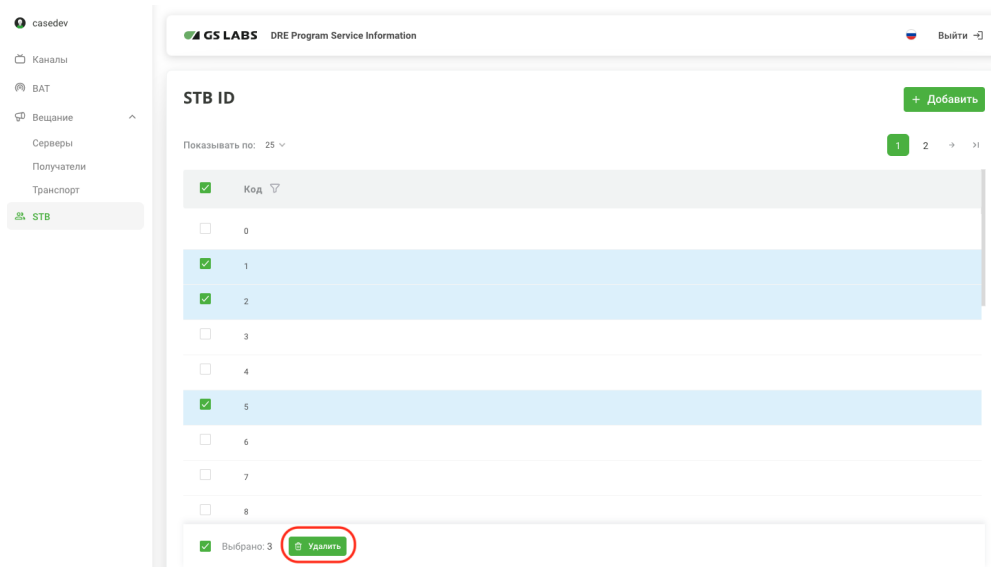 casedev
Каналы
BAT
Вещание
Серверы
Получатели
Транспорт
STB
GS LABS DRE Program Service Information
Выйти
STB ID
+ Добавить
Показывать по: 25
1 2
Код
0
1
2
3
4
5
6
7
8
Выбрано: 3 Удалить